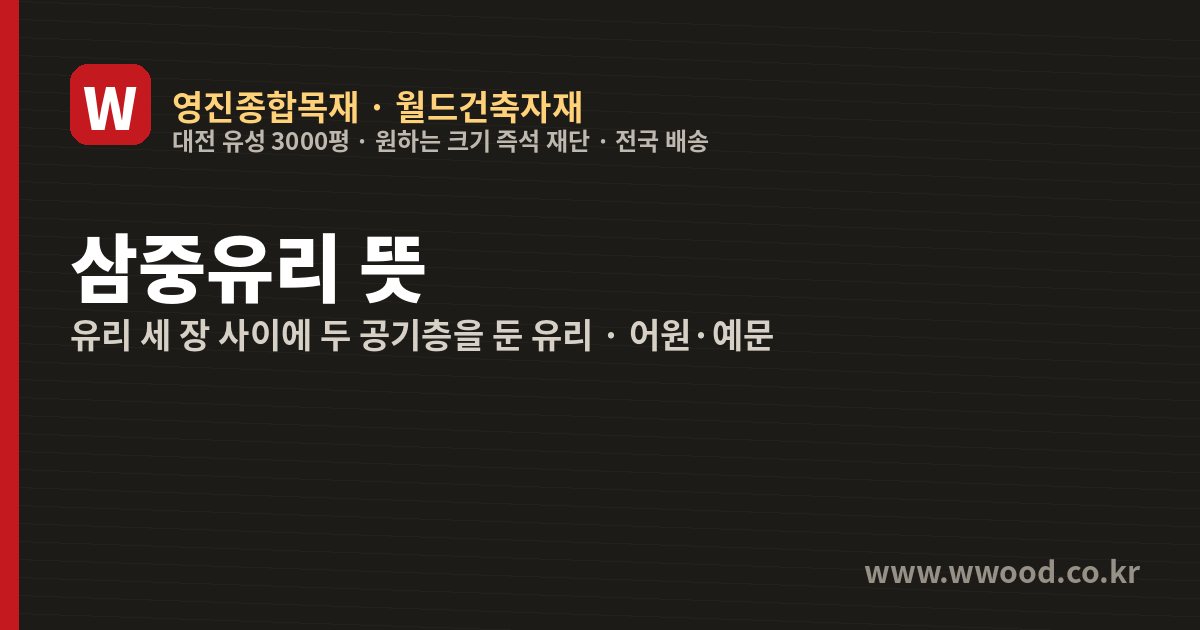 W
영진종합목재 · 월드건축자재
대전 유성 3000평 · 원하는 크기 즉석 재단 · 전국 배송
삼중유리 뜻
유리 세 장 사이에 두 공기층을 둔 유리 · 어원·예문
www.wwood.co.kr